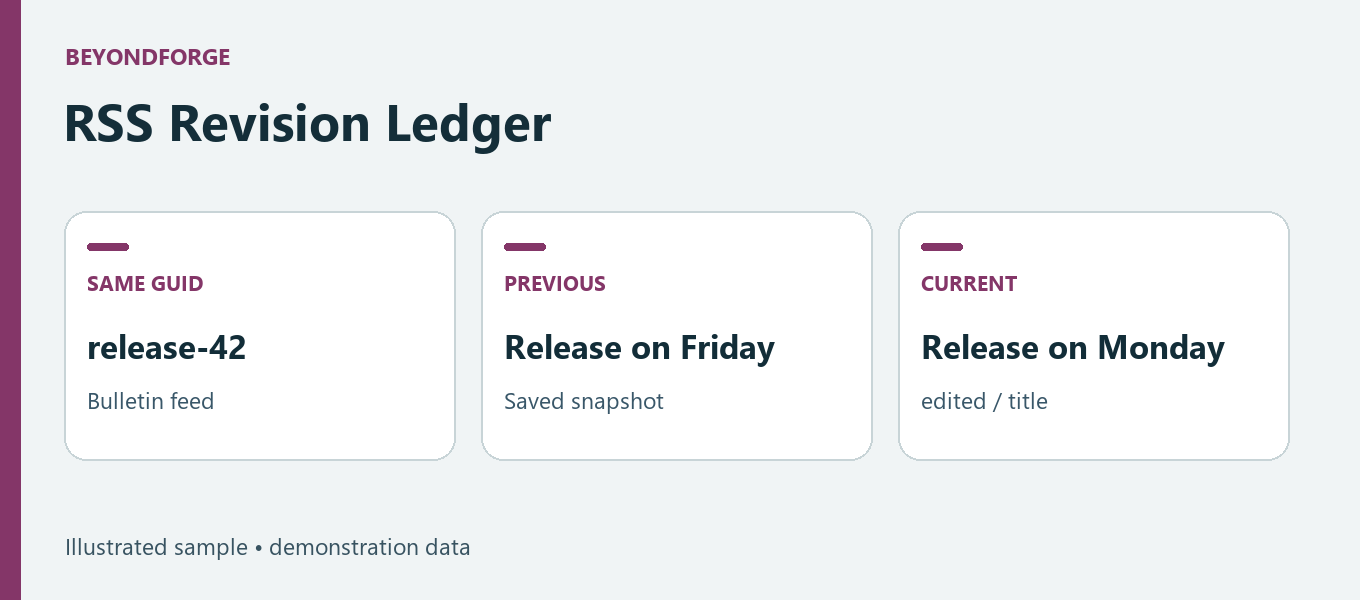 BEYONDFORGE
RSS Revision Ledger
SAME GUID
release-42
Bulletin feed
PREVIOUS
Release on Friday
Saved snapshot
CURRENT
Release on Monday
edited / title
Illustrated sample • demonstration data